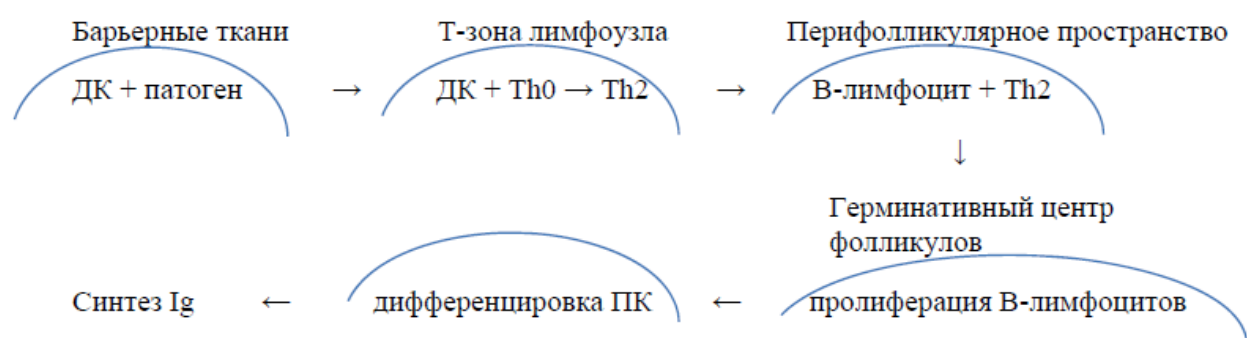 Барьерные ткани Т-зона лимфоузла Перифолликулярное пространство
ДК + патоген → ДК + Th0 → Th2 → В-лимфоцит + Th2
↓
Герминативный центр
фолликулов
Синтез Ig ← дифференцировка ПК ← пролиферация В-лимфоцитов